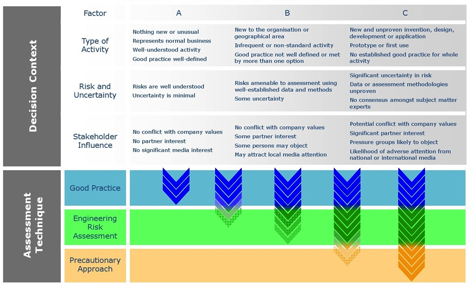 Factor
A
B
C
Decision Context
Type of
Activity
Nothing new or unusual
Represents normal business
Well-understood activity
Good practice well-defined
New to the organisation or
geographical area
Infrequent or non-standard activity
Good practice not well defined or met
by more than one option
New and unproven invention, design,
development or application
Prototype or first use
No established good practice for whole
activity
Risk and
Uncertainty
Risks are well understood
Uncertainty is minimal
Risks amenable to assessment using
well-established data and methods
Some uncertainty
Significant uncertainty in risk
Data or assessment methodologies
unproven
No consensus amongst subject matter
experts
Stakeholder
Influence
No conflict with company values
No partner interest
No significant media interest
No conflict with company values
Some partner interest
Some persons may object
May attract local media attention
Potential conflict with company values
Significant partner interest
Pressure groups likely to object
Likelihood of adverse attention from
national or international media
Assessment
Technique
Good Practice
Engineering
Risk
Assessment
Precautionary
Approach